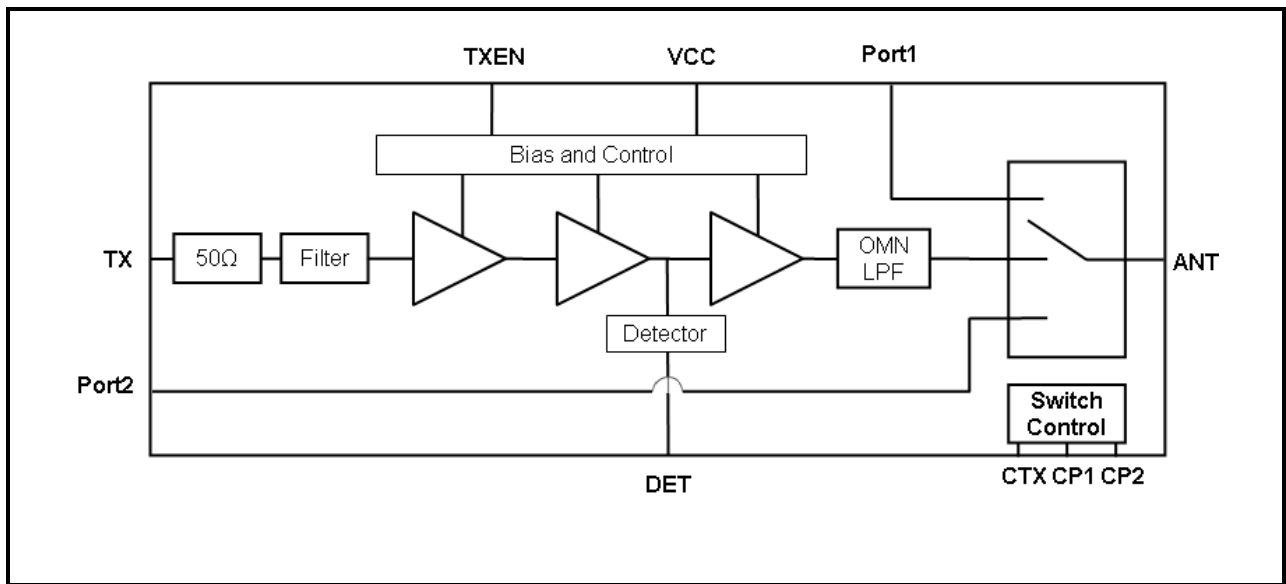 TXEN
VCC
Port1
Bias and Control
TX
50Ω
Filter
OMN
LPF
ANT
Detector
Port2
Switch
Control
DET
CTX CP1 CP2